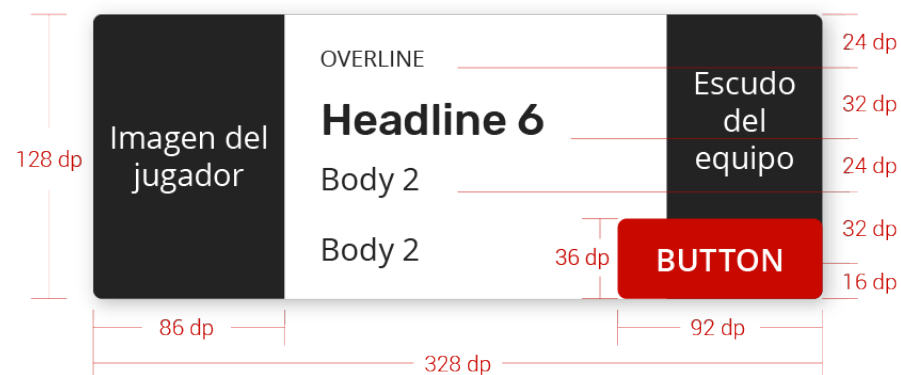 24 dp
OVERLINE
Escudo
del
equipo
32 dp
Headline 6
Imagen del
jugador
128 dp
Body 2
24 dp
32 dp
Body 2
36 dp
BUTTON
16 dp
86 dp
92 dp
328 dp